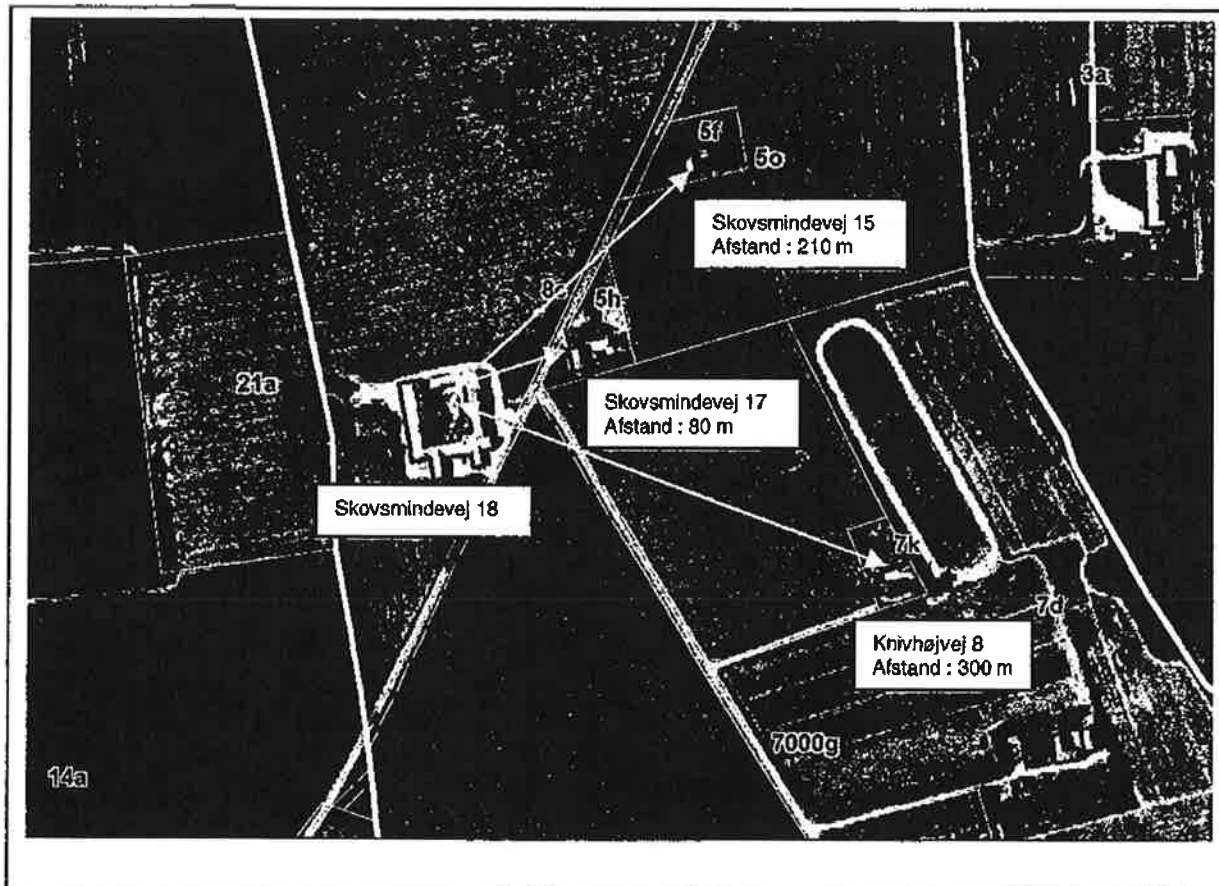 3a
5f
5o
Skovsmindevej 15
Afstand : 210 m
5h
21a
Skovsmindevej 17
Afstand : 80 m
Skovsmindevej 18
7k
7d
Knivhøjvej 8
Afstand : 300 m
7000g
14a